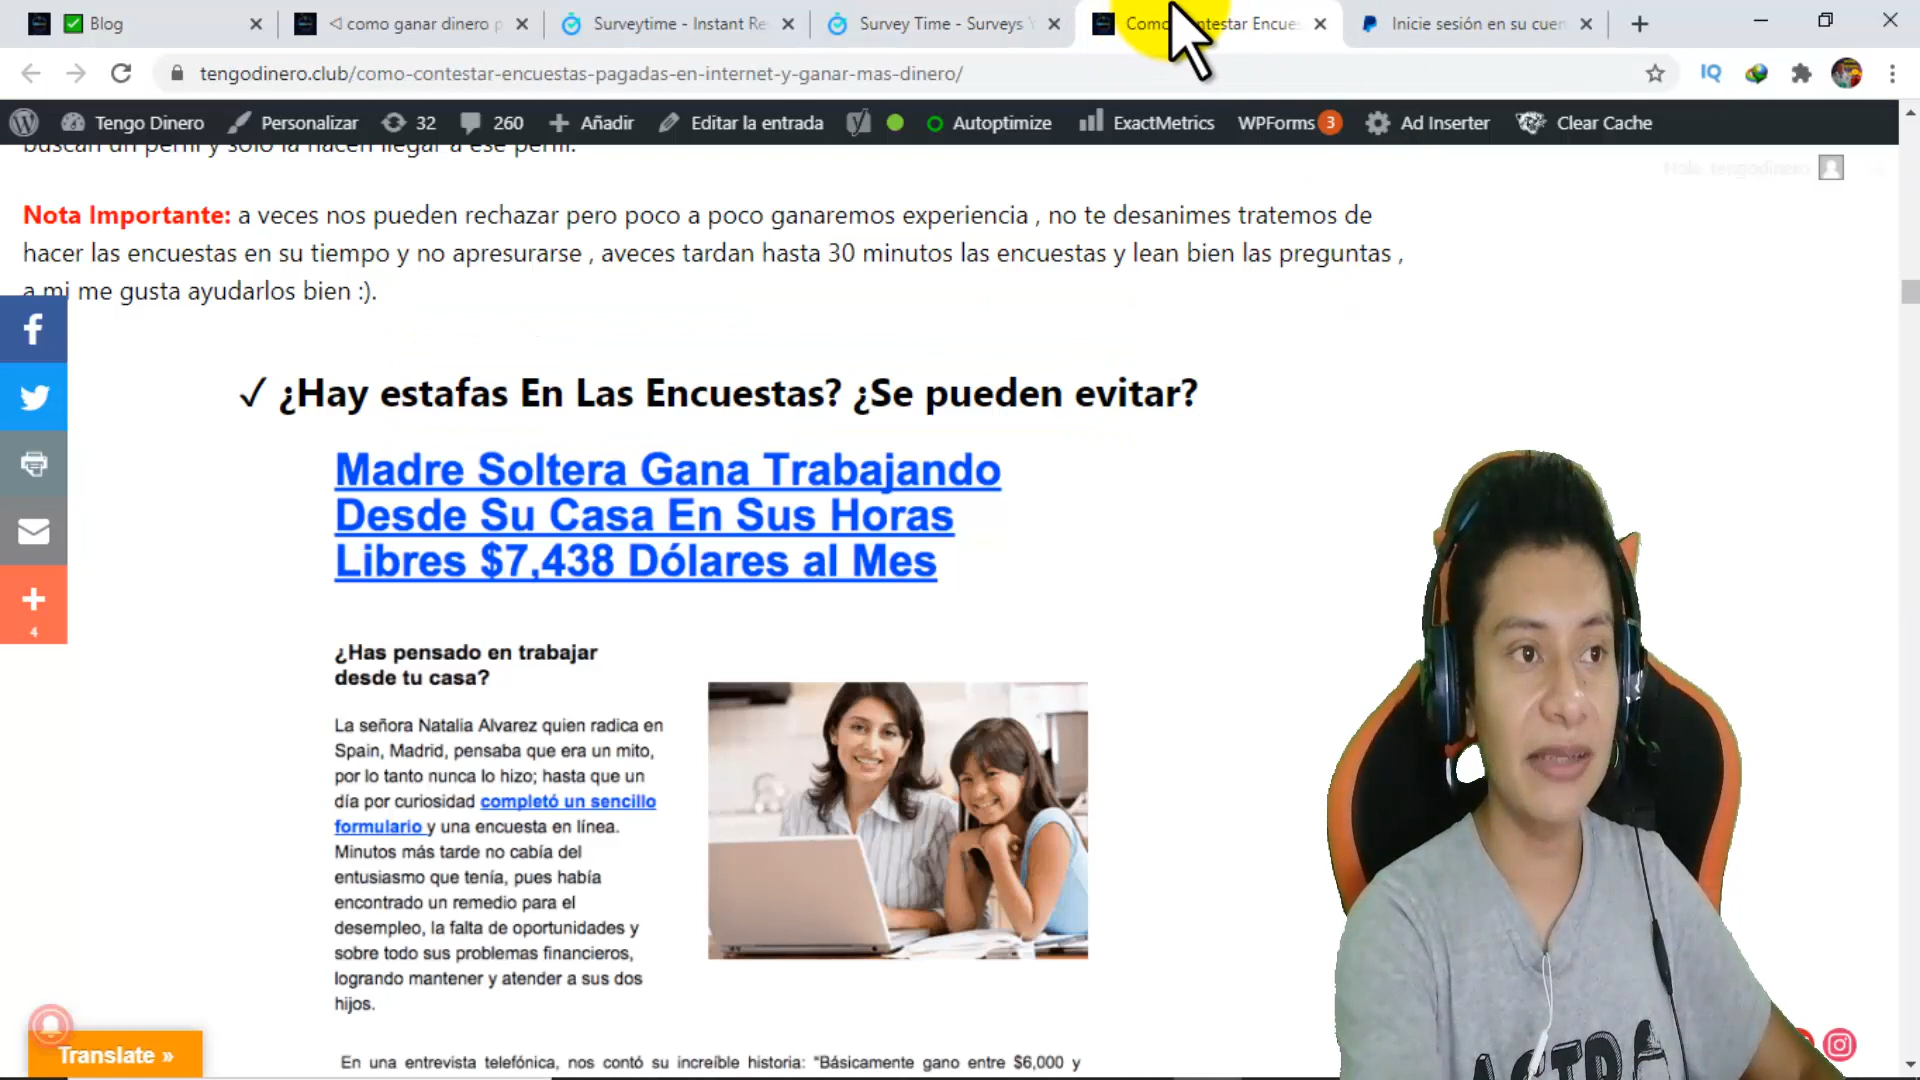 Blog
como ganar dinero p
Surveytime - Instant Re
Survey Time - Surveys
Inicie sesión en su cuen
tengodinero.club/como-contestar-encuestas-pagadas-en-internet-y-ganar-mas-dinero/
IQ
Tengo Dinero
Personalizar
32
260
Añadir
Editar la entrada
Autoptimize
ExactMetrics
WPForms 3
Ad Inserter
Clear Cache
Hola, tengodinero
Nota Importante: a veces nos pueden rechazar pero poco a poco ganaremos experiencia , no te desanimes tratemos de
hacer las encuestas en su tiempo y no apresurarse , aveces tardan hasta 30 minutos las encuestas y lean bien las preguntas ,
a mi me gusta ayudarlos bien :).
✓ ¿Hay estafas En Las Encuestas? ¿Se pueden evitar?
Madre Soltera Gana Trabajando
Desde Su Casa En Sus Horas
Libres $7,438 Dólares al Mes
4
¿Has pensado en trabajar
desde tu casa?
La señora Natalia Alvarez quien radica en
Spain, Madrid, pensaba que era un mito,
por lo tanto nunca lo hizo; hasta que un
día por curiosidad completó un sencillo
formulario y una encuesta en línea.
Minutos más tarde no cabía del
entusiasmo que tenía, pues había
encontrado un remedio para el
desempleo, la falta de oportunidades y
sobre todo sus problemas financieros,
logrando mantener y atender a sus dos
hijos.
Translate »
En una entrevista telefónica, nos contó su increíble historia: "Básicamente gano entre $6,000 y